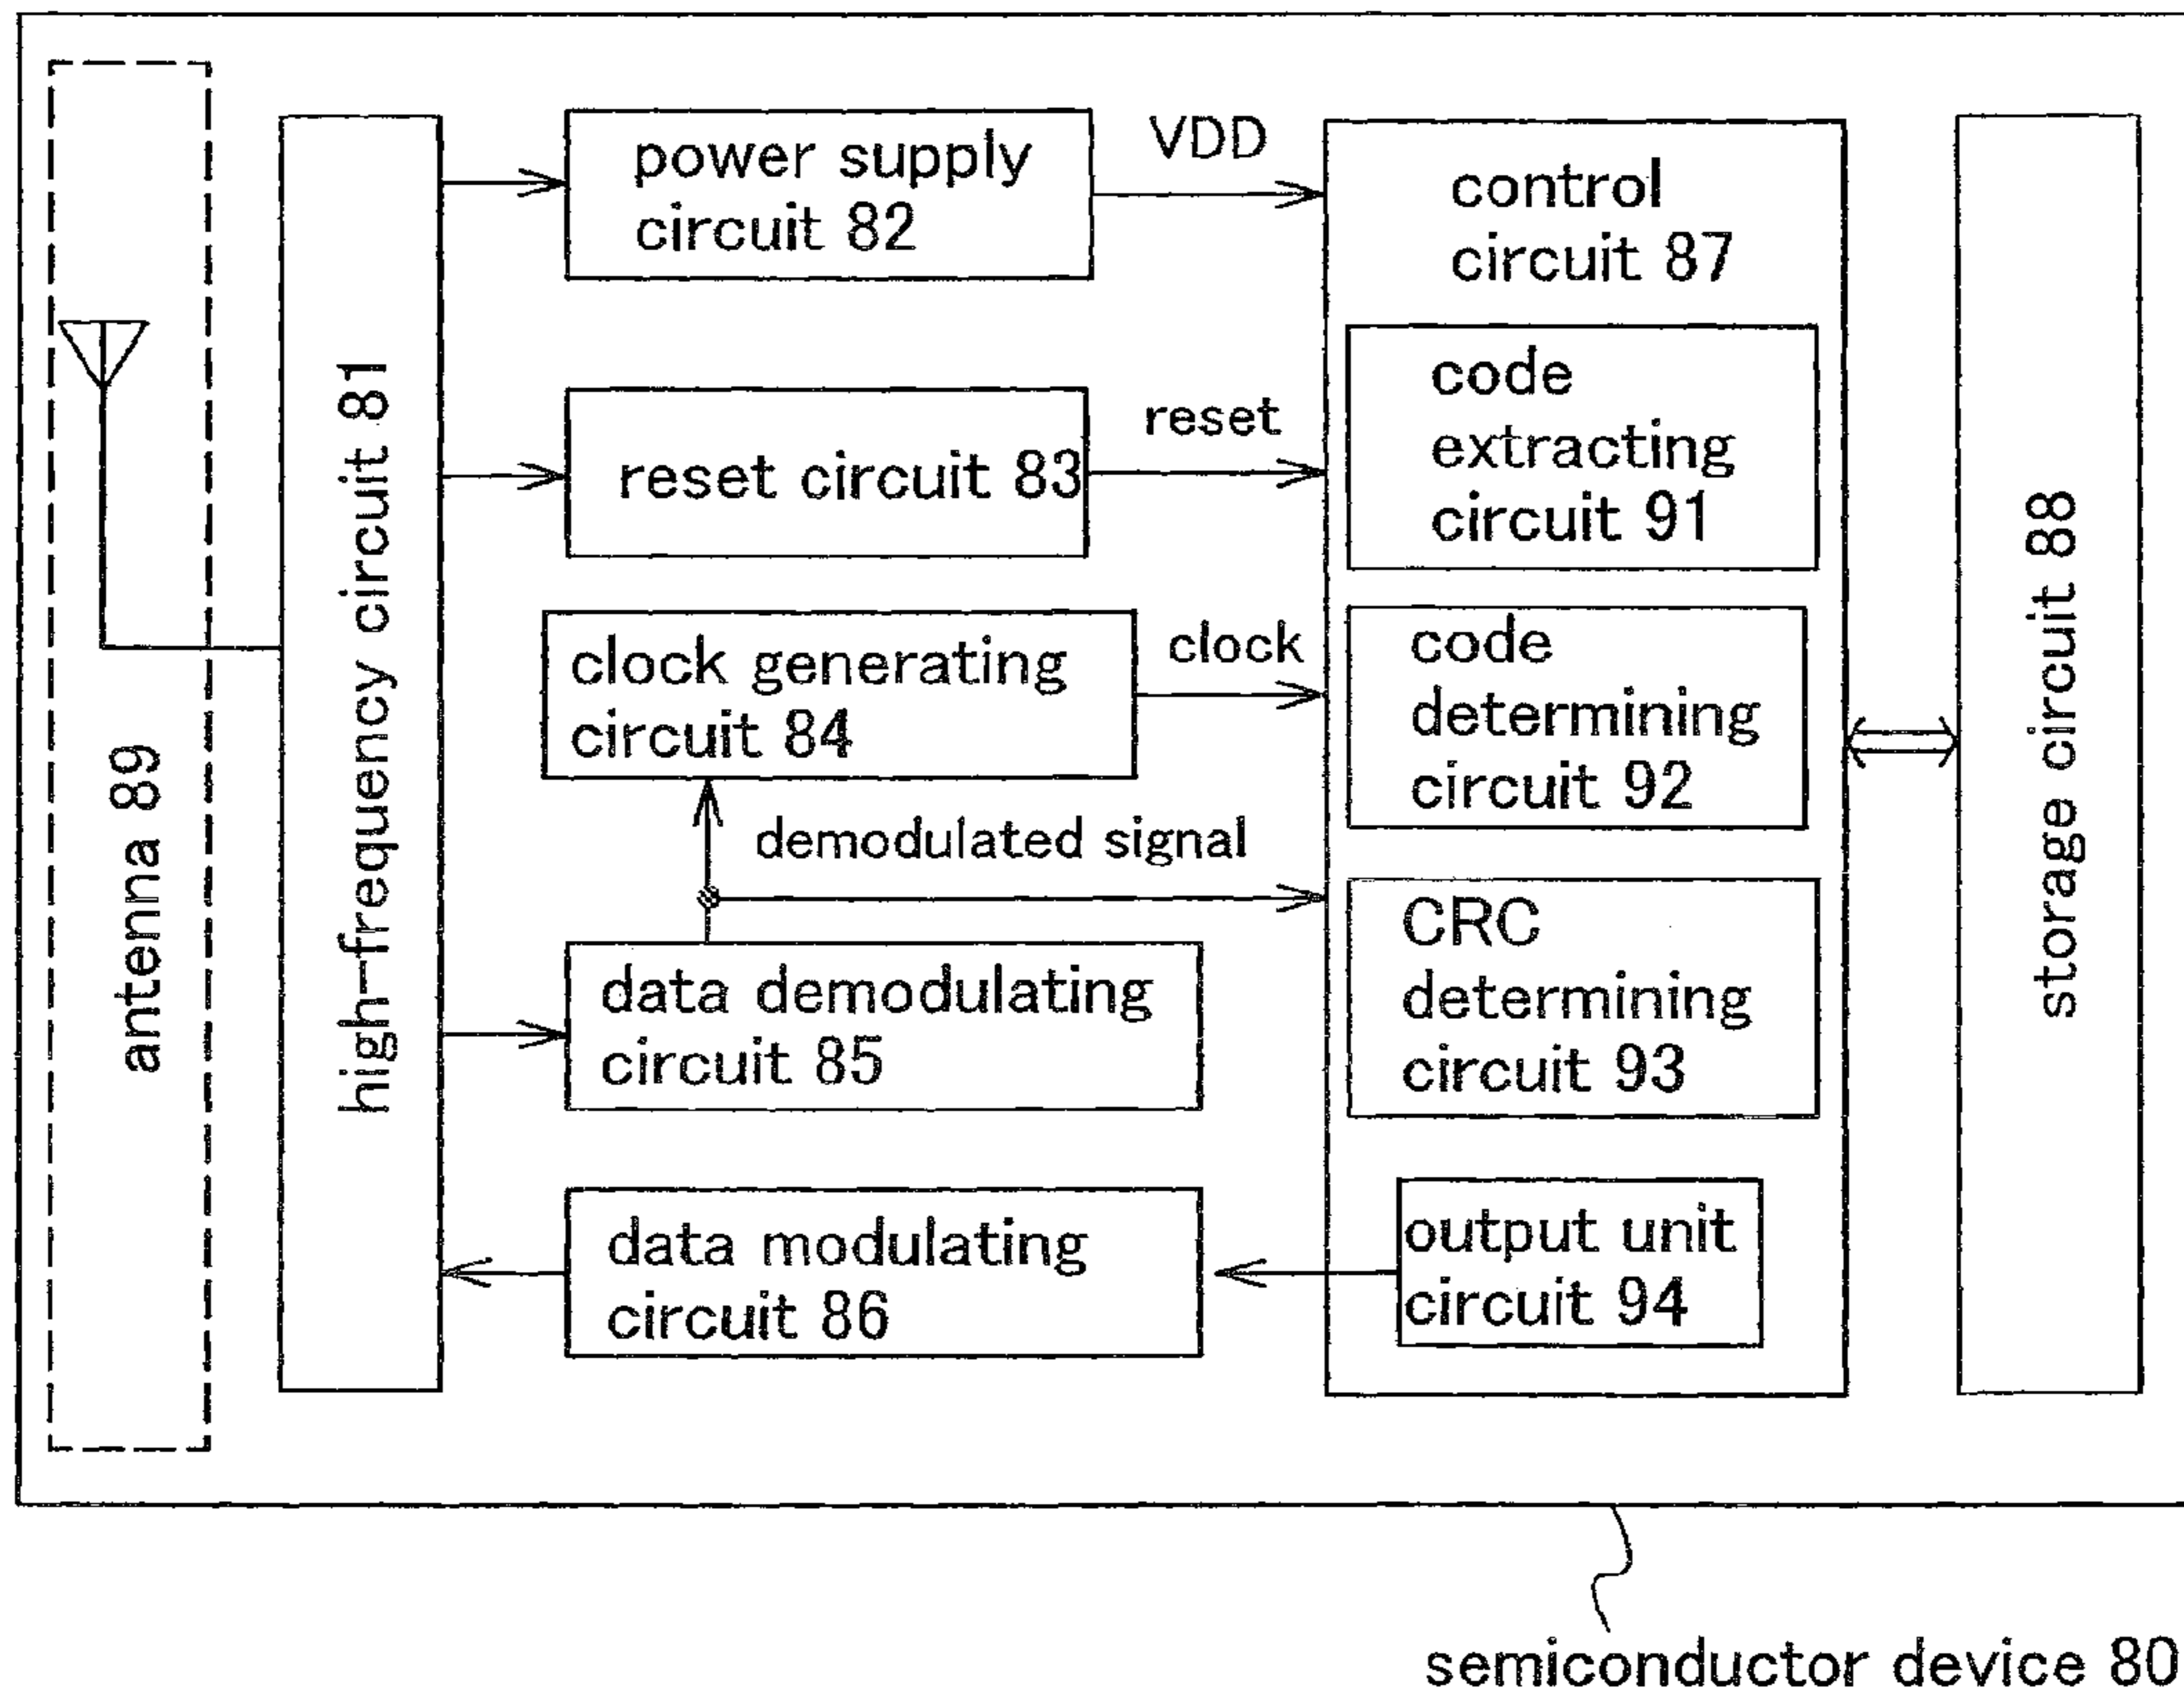 antenna 89
high-frequency circuit 81
power supply
circuit 82
VDD
reset circuit 83
reset
clock generating
circuit 84
clock
demodulated signal
data demodulating
circuit 85
data modulating
circuit 86
control
circuit 87
code
extracting
circuit 91
code
determining
circuit 92
CRC
determining
circuit 93
output unit
circuit 94
storage circuit 88
semiconductor device 80